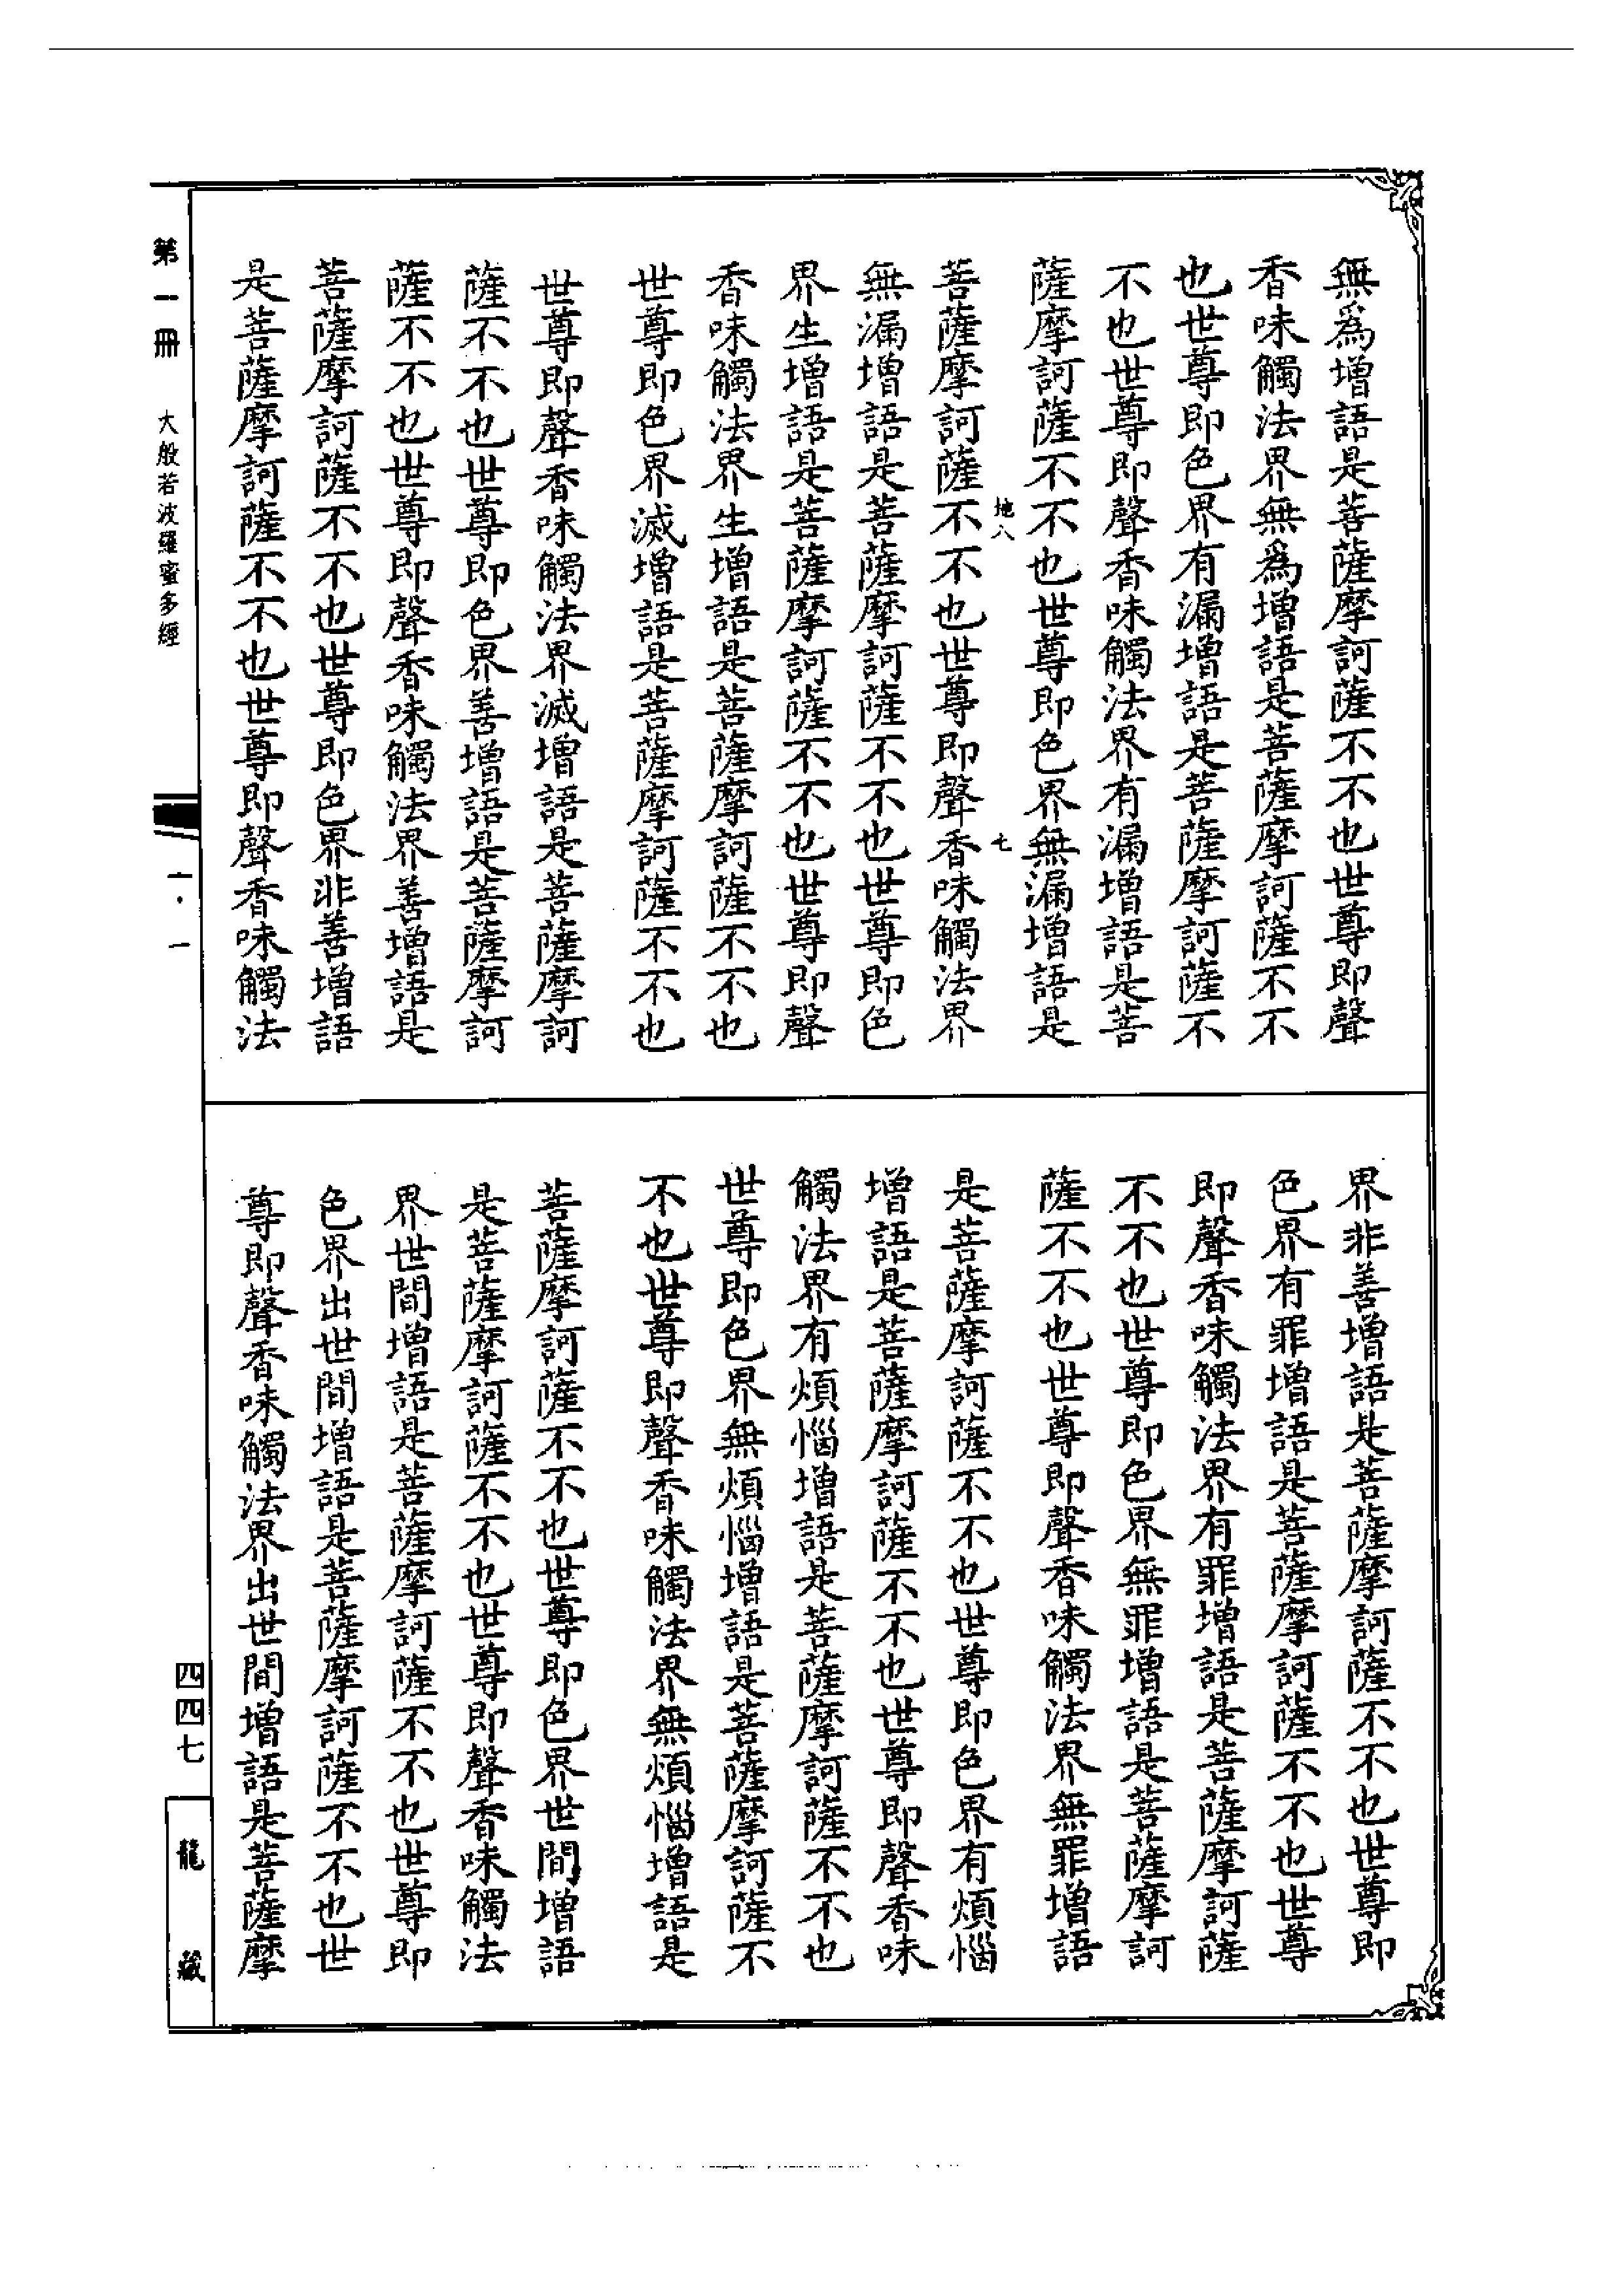 無為增語是菩薩摩訶薩不不也世尊即聲
香味觸法界無為增語是菩薩摩訶薩不不
也世尊即色界有漏增語是菩薩摩訶薩不
不也世尊即聲香味觸法界有漏增語是菩
薩摩訶薩不不也世尊即色界無漏增語是
地八 七
菩薩摩訶薩不不也世尊即聲香味觸法界
無漏增語是菩薩摩訶薩不不也世尊即色
界生增語是菩薩摩訶薩不不也世尊即聲
香味觸法界生增語是菩薩摩訶薩不不也
世尊即色界滅增語是菩薩摩訶薩不不也
世尊即聲香味觸法界滅增語是菩薩摩訶
薩不不也世尊即色界善增語是菩薩摩訶
薩不不也世尊即聲香味觸法界善增語是
菩薩摩訶薩不不也世尊即色界非善增語
是菩薩摩訶薩不不也世尊即聲香味觸法
界非善增語是菩薩摩訶薩不不也世尊即
色界有罪增語是菩薩摩訶薩不不也世尊
即聲香味觸法界有罪增語是菩薩摩訶薩
不不也世尊即色界無罪增語是菩薩摩訶
薩不不也世尊即聲香味觸法界無罪增語
是菩薩摩訶薩不不也世尊即色界有煩惱
增語是菩薩摩訶薩不不也世尊即聲香味
觸法界有煩惱增語是菩薩摩訶薩不不也
世尊即色界無煩惱增語是菩薩摩訶薩不
不也世尊即聲香味觸法界無煩惱增語是
菩薩摩訶薩不不也世尊即色界世間增語
是菩薩摩訶薩不不也世尊即聲香味觸法
界世間增語是菩薩摩訶薩不不也世尊即
色界出世間增語是菩薩摩訶薩不不也世
尊即聲香味觸法界出世間增語是菩薩摩
第一冊 大般若波羅蜜多經
一·一
四四七
龍藏